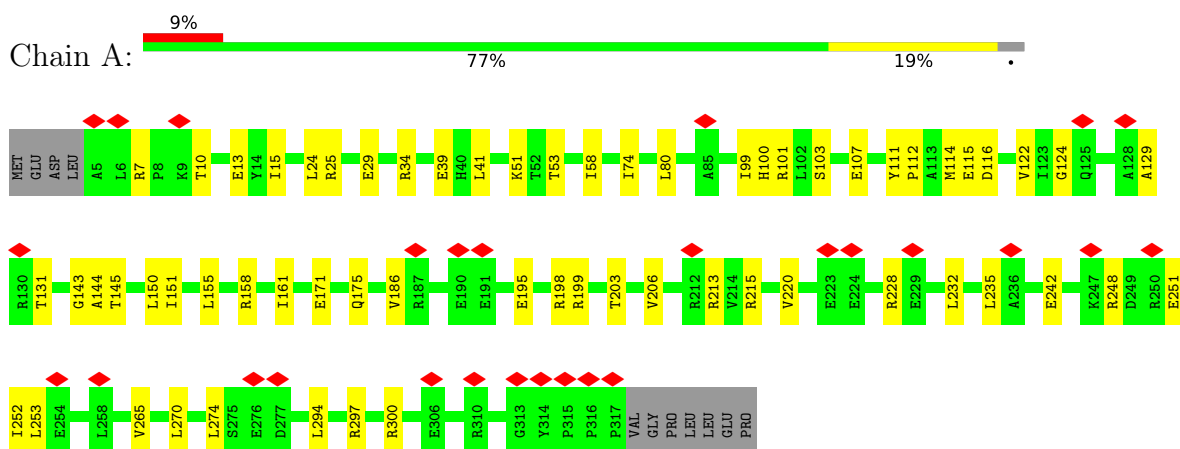 9%
Chain A:
77% 19% •
MET GLU ASP LEU A5 L6 R7 P8 K9 T10 E13 Y14 I15 L24 R25 E29 R34 E39 H40 L41 K51 T52 T53 I58 I74 L80 A85 I99 H100 R101 L102 S103 E107 Y111 P112 A113 M114 E115 D116 V122 I123 G124 Q125 A128 A129
R130 T131 G143 A144 T145 L150 I151 L155 R158 I161 E171 Q175 V186 R187 E190 E191 E195 R198 R199 T203 V206 R212 R213 V214 R215 V220 E223 E224 R228 E229 L232 L235 A236 E242 K247 R248 D249 R250 E251
I252 L253 E254 L258 V265 L270 L274 S275 E276 D277 L294 R297 R300 E306 R310 G313 Y314 P315 P316 P317 VAL GLY PRO LEU LEU GLU PRO